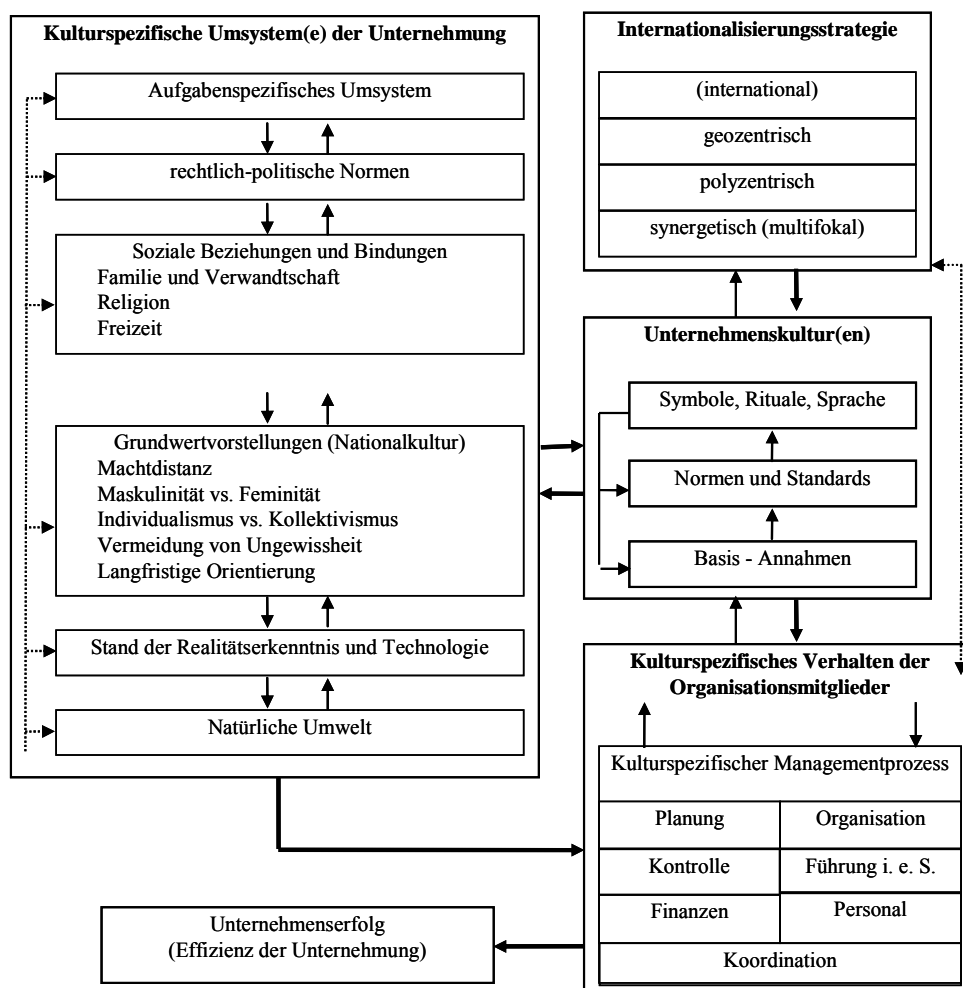 Kulturspezifische Umsystem(e) der Unternehmung
Aufgabenspezifisches Umsystem
rechtlich-politische Normen
Soziale Beziehungen und Bindungen
Familie und Verwandtschaft
Religion
Freizeit
Grundwertvorstellungen (Nationalkultur)
Machtdistanz
Maskulinität vs. Feminität
Individualismus vs. Kollektivismus
Vermeidung von Ungewissheit
Langfristige Orientierung
Stand der Realitätserkenntnis und Technologie
Natürliche Umwelt
Internationalisierungsstrategie
(international)
geozentrisch
polyzentrisch
synergetisch (multifokal)
Unternehmenskultur(en)
Symbole, Rituale, Sprache
Normen und Standards
Basis - Annahmen
Kulturspezifisches Verhalten der
Organisationsmitglieder
Kulturspezifischer Managementprozess
Planung
Organisation
Kontrolle
Führung i. e. S.
Finanzen
Personal
Koordination
Unternehmenserfolg
(Effizienz der Unternehmung)